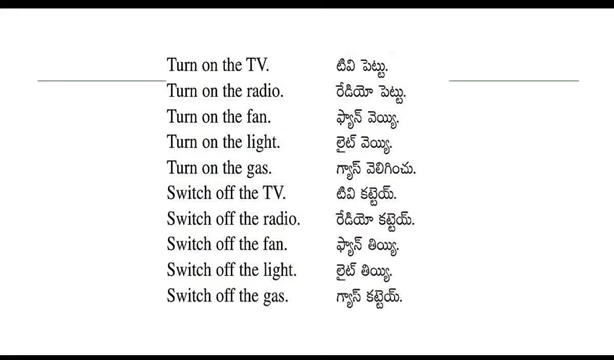 Turn on the TV. టివి పెట్టు.
Turn on the radio. రేడియో పెట్టు.
Turn on the fan. ఫ్యాన్ వెయ్యి.
Turn on the light. లైట్ వెయ్యి.
Turn on the gas. గ్యాస్ వెలిగించు.
Switch off the TV. టివి కట్టెయ్.
Switch off the radio. రేడియో కట్టెయ్.
Switch off the fan. ఫ్యాన్ తియ్యి.
Switch off the light. లైట్ తియ్యి.
Switch off the gas. గ్యాస్ కట్టెయ్.